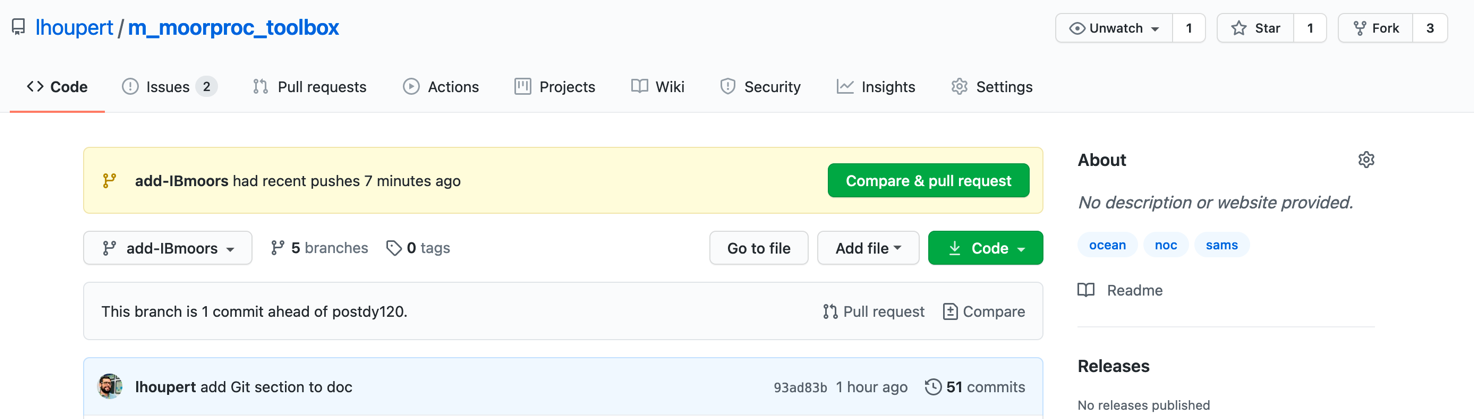 lhoupert / m_moorproc_toolbox Unwatch 1 Star 1 Fork 3
Code Issues 2 Pull requests Actions Projects Wiki Security Insights Settings
add-IBmoors had recent pushes 7 minutes ago Compare & pull request
add-IBmoors 5 branches 0 tags Go to file Add file Code
This branch is 1 commit ahead of postdy120. Pull request Compare
lhoupert add Git section to doc 93ad83b 1 hour ago 51 commits
About
No description or website provided.
ocean noc sams
Readme
Releases
No releases published